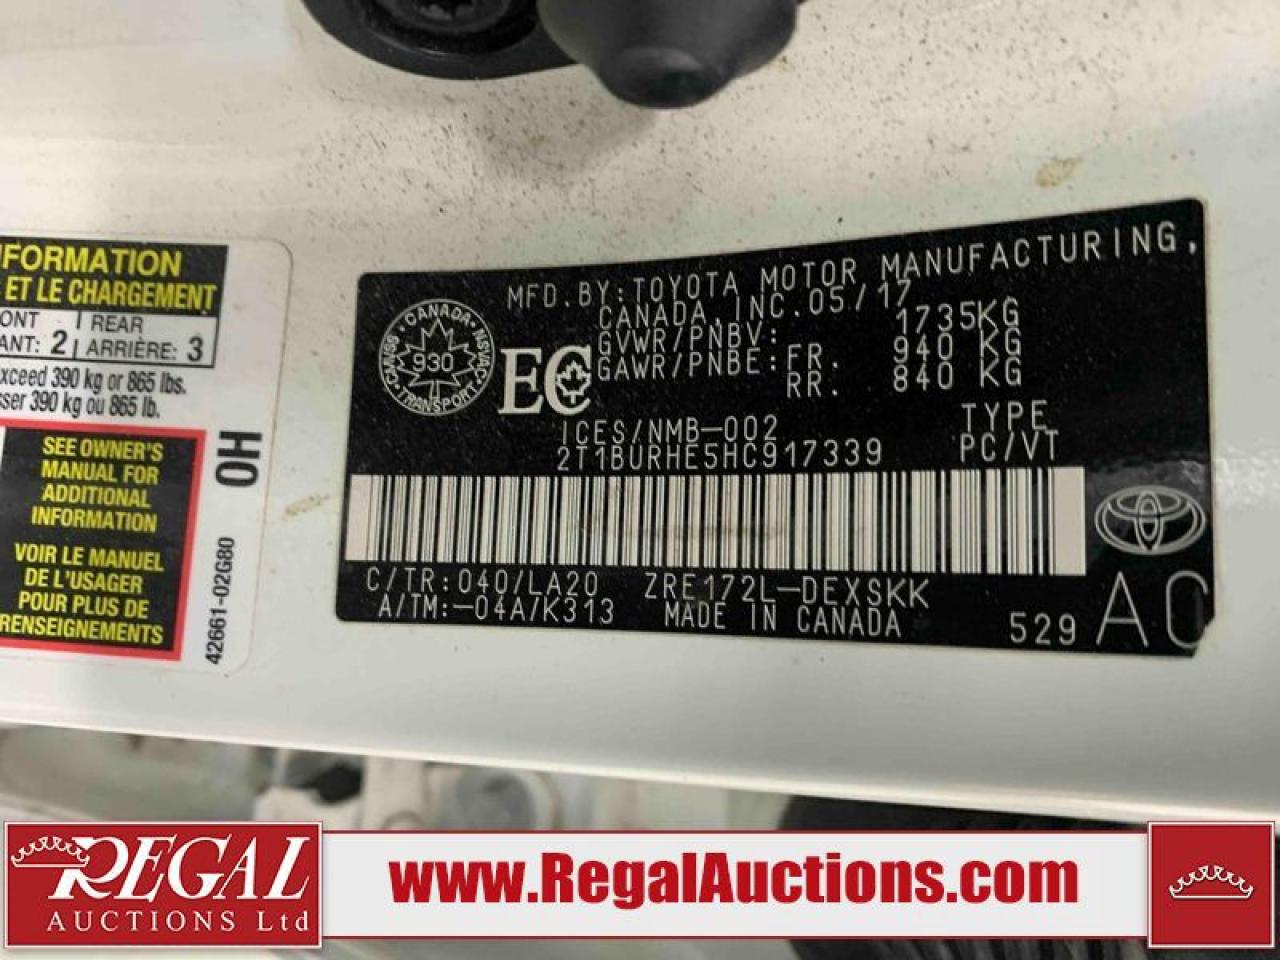 NFORMATION
ET LE CHARGEMENT
ONT | REAR
ANT: 2 | ARRIÈRE: 3
xceed 390 kg or 865 lbs.
sser 390 kg ou 865 lb.
SEE OWNER'S
MANUAL FOR
ADDITIONAL
INFORMATION
VOIR LE MANUEL
DE L'USAGER
POUR PLUS DE
RENSEIGNEMENTS
0H
42661-02G80
MFD.BY:TOYOTA MOTOR MANUFACTURING,
CANADA,INC.05/17
GVWR/PNBV: 1735KG
GAWR/PNBE:FR. 940 KG
RR. 840 KG
CANADA
930
TRANSPORT
EC
ICES/NMB-002
TYPE
2T1BURHE5HC917339 PC/VT
C/TR:040/LA20 ZRE172L-DEXSKK
A/TM:-04A/K313 MADE IN CANADA
529 AC
REGAL
AUCTIONS Ltd
www.RegalAuctions.com